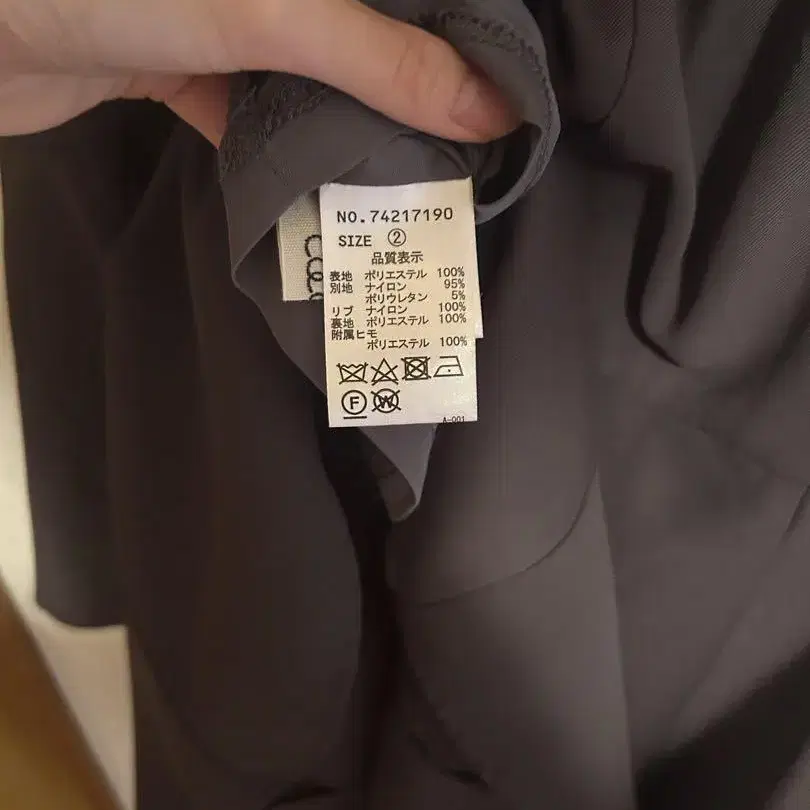 NO.74217190
SIZE ②
品質表示
表地 ポリエステル 100%
別地 ナイロン 95%
ポリウレタン 5%
リブ ナイロン 100%
裏地 ポリエステル 100%
附属ヒモ
ポリエステル 100%
F W
A-001